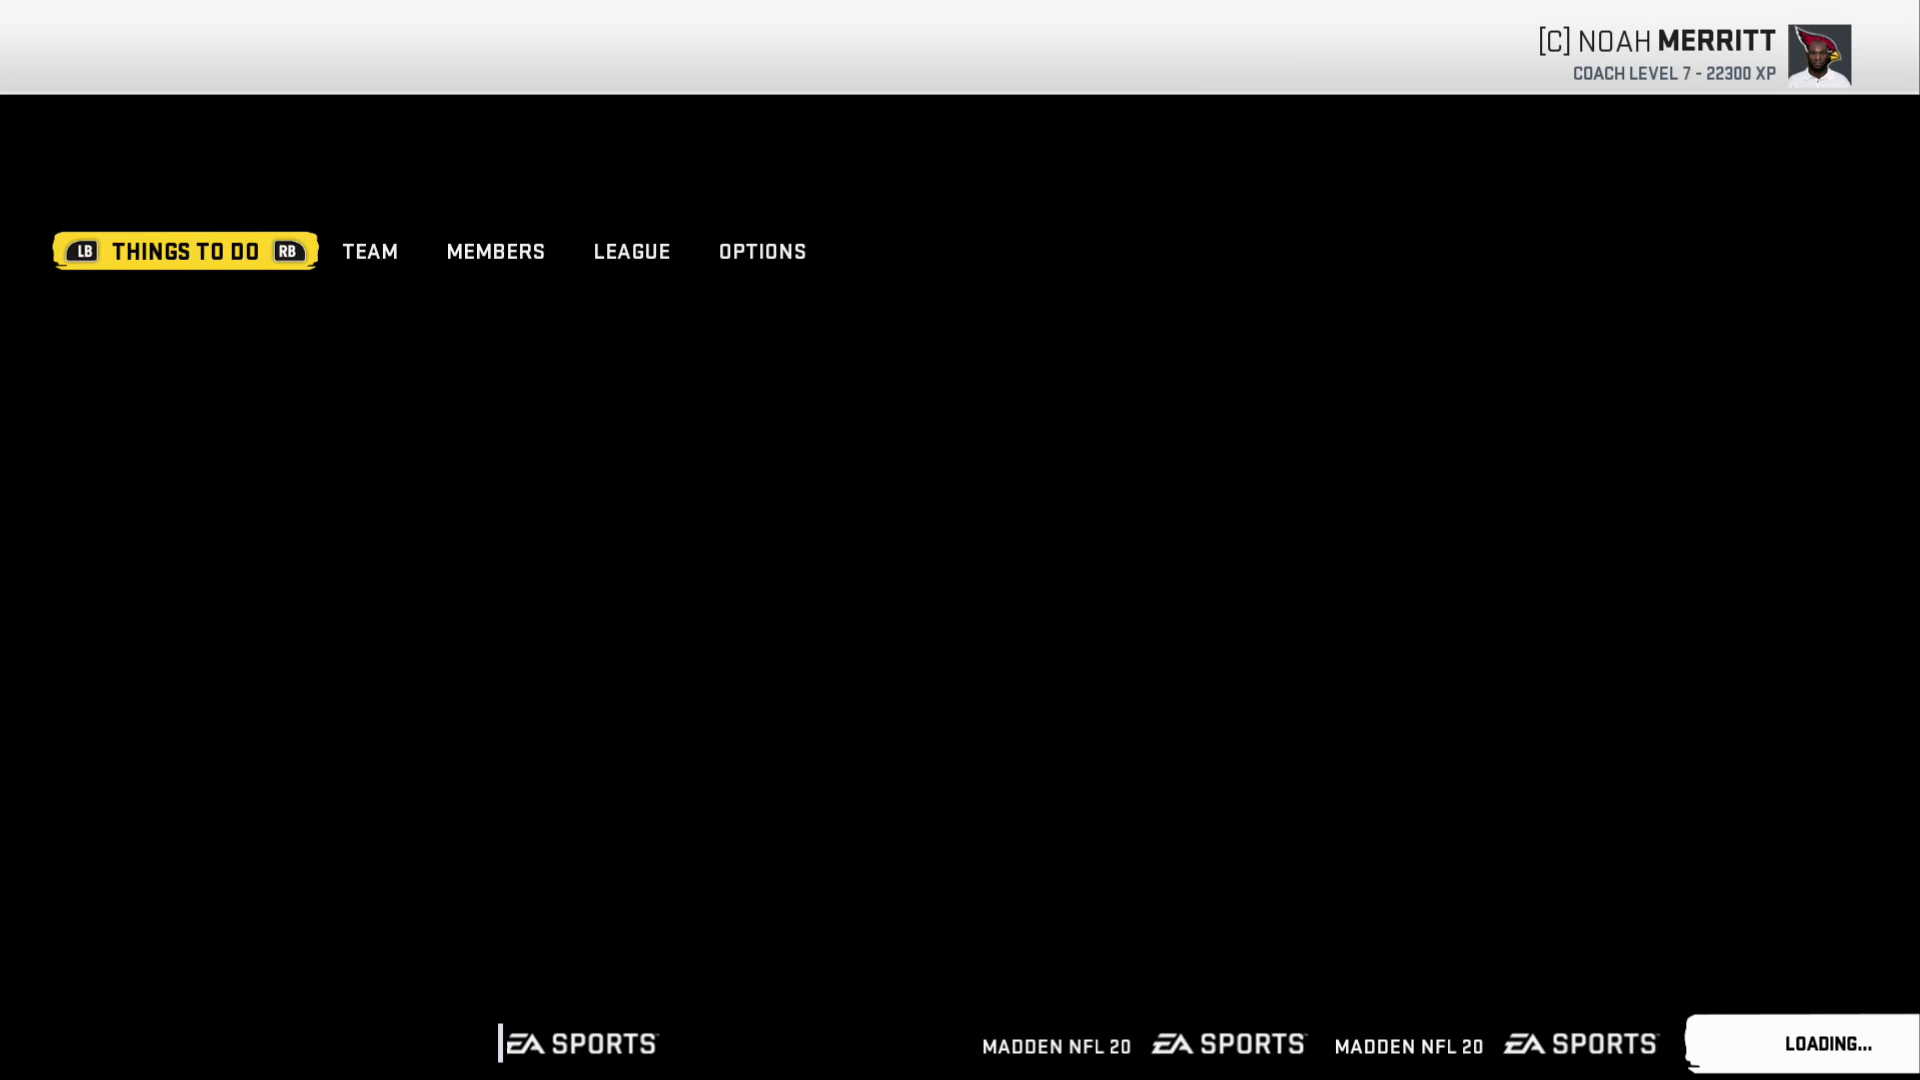 [C] NOAH MERRITT
COACH LEVEL 7 - 22300 XP
LB THINGS TO DO RB TEAM MEMBERS LEAGUE OPTIONS
EA SPORTS MADDEN NFL 20 EA SPORTS MADDEN NFL 20 EA SPORTS LOADING...